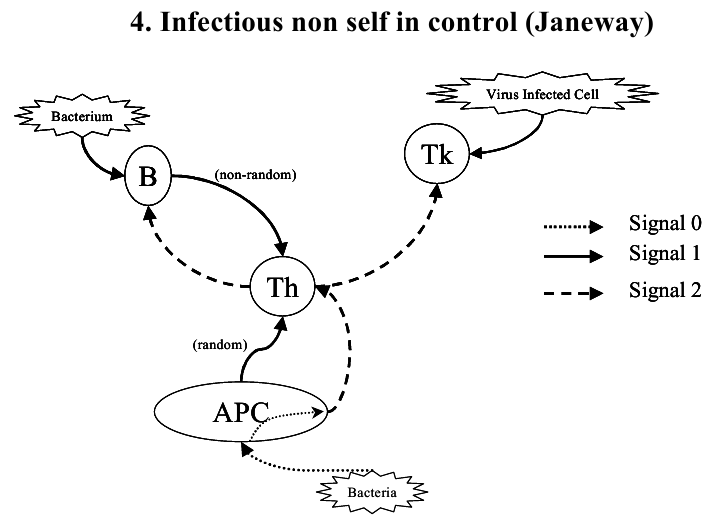 4. Infectious non self in control (Janeway)
Bacterium
Virus Infected Cell
Tk
B
(non-random)
Signal 0
Signal 1
Signal 2
Th
(random)
APC
Bacteria